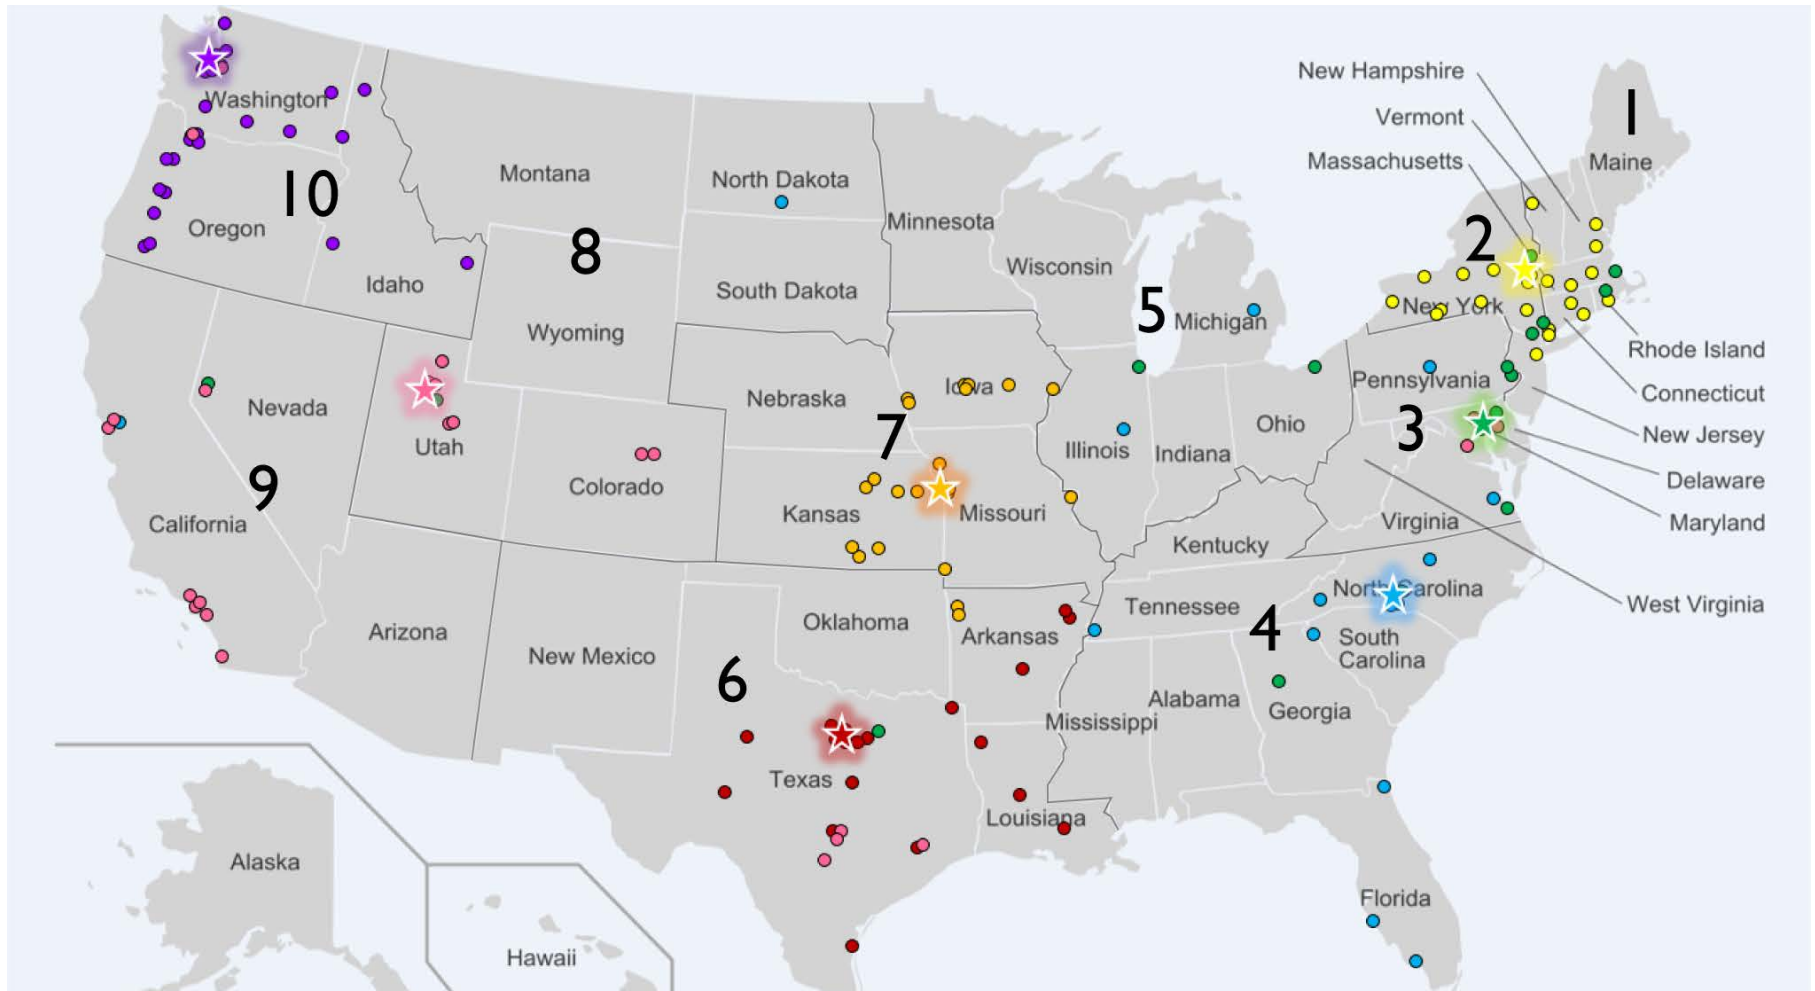 New Hampshire
Vermont
Massachusetts
1
Maine
Washington
Montana
North Dakota
Minnesota
10
Oregon
8
2
Idaho
South Dakota
Wisconsin
5
Michigan
New York
Wyoming
Rhode Island
Nevada
Nebraska
Iowa
Pennsylvania
Connecticut
Utah
Colorado
7
Illinois
Indiana
Ohio
3
New Jersey
Delaware
Maryland
9
California
Kansas
Missouri
Kentucky
Virginia
West Virginia
Arizona
New Mexico
Oklahoma
Arkansas
Tennessee
North Carolina
4
South
Carolina
6
Texas
Mississippi
Alabama
Georgia
Louisiana
Alaska
Hawaii
Florida